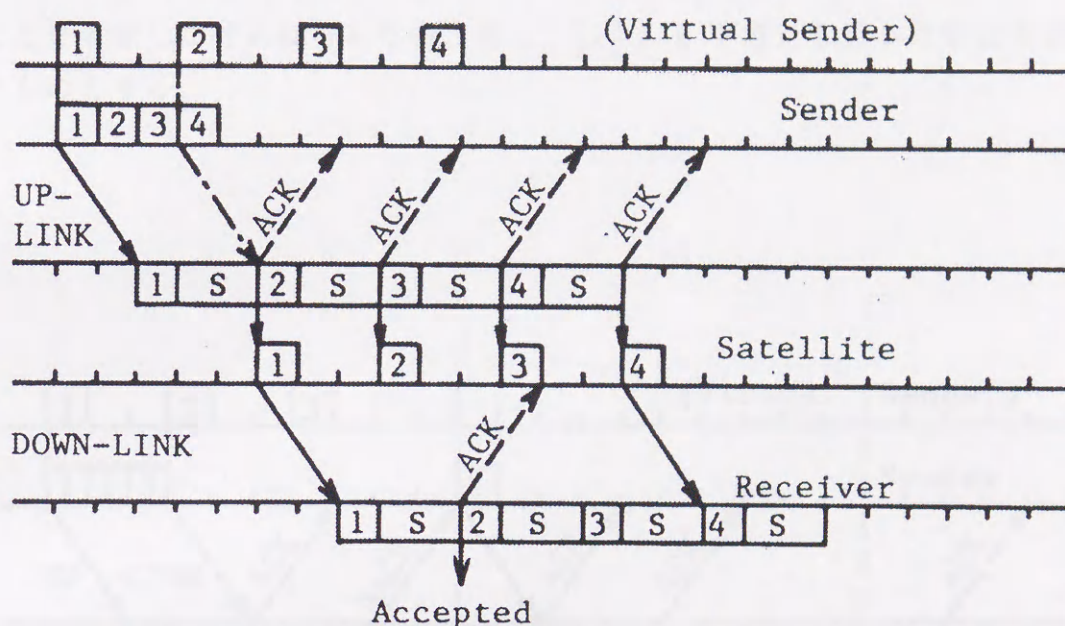 1 2 3 4 (Virtual Sender)
1 2 3 4 Sender
UP-
LINK
ACK ACK ACK ACK
1 S 2 S 3 S 4 S
1 2 3 4 Satellite
DOWN-LINK
ACK
Receiver
1 S 2 S 3 S 4 S
Accepted